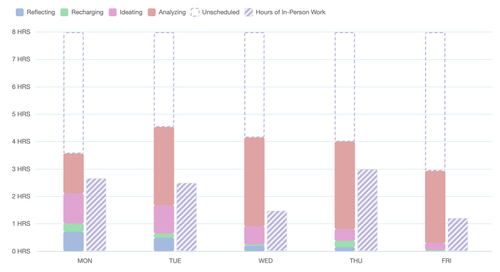 Reflecting Recharging Ideating Analyzing Unscheduled Hours of In-Person Work
8 HRS
7 HRS
6 HRS
5 HRS
4 HRS
3 HRS
2 HRS
1 HRS
0 HRS
MON TUE WED THU FRI